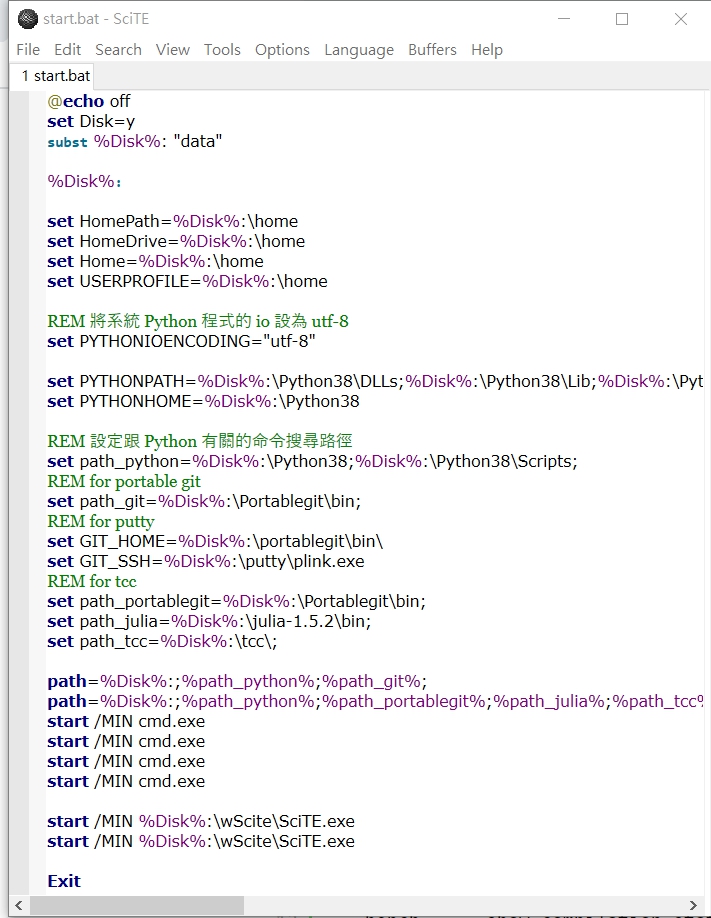 start.bat - SciTE
File Edit Search View Tools Options Language Buffers Help
1 start.bat
@echo off
set Disk=y
subst %Disk%: "data"
%Disk%:
set HomePath=%Disk%:\home
set HomeDrive=%Disk%:\home
set Home=%Disk%:\home
set USERPROFILE=%Disk%:\home
REM 將系統 Python 程式的 io 設為 utf-8
set PYTHONIOENCODING="utf-8"
set PYTHONPATH=%Disk%:\Python38\DLLs;%Disk%:\Python38\Lib;%Disk%:\Pyt
set PYTHONHOME=%Disk%:\Python38
REM 設定跟 Python 有關的命令搜尋路徑
set path_python=%Disk%:\Python38;%Disk%:\Python38\Scripts;
REM for portable git
set path_git=%Disk%:\Portablegit\bin;
REM for putty
set GIT_HOME=%Disk%:\portablegit\bin\
set GIT_SSH=%Disk%:\putty\plink.exe
REM for tcc
set path_portablegit=%Disk%:\Portablegit\bin;
set path_julia=%Disk%:\julia-1.5.2\bin;
set path_tcc=%Disk%:\tcc\;
path=%Disk%:;%path_python%;%path_git%;
path=%Disk%:;%path_python%;%path_portablegit%;%path_julia%;%path_tcc%
start /MIN cmd.exe
start /MIN cmd.exe
start /MIN cmd.exe
start /MIN cmd.exe
start /MIN %Disk%:\wScite\SciTE.exe
start /MIN %Disk%:\wScite\SciTE.exe
Exit